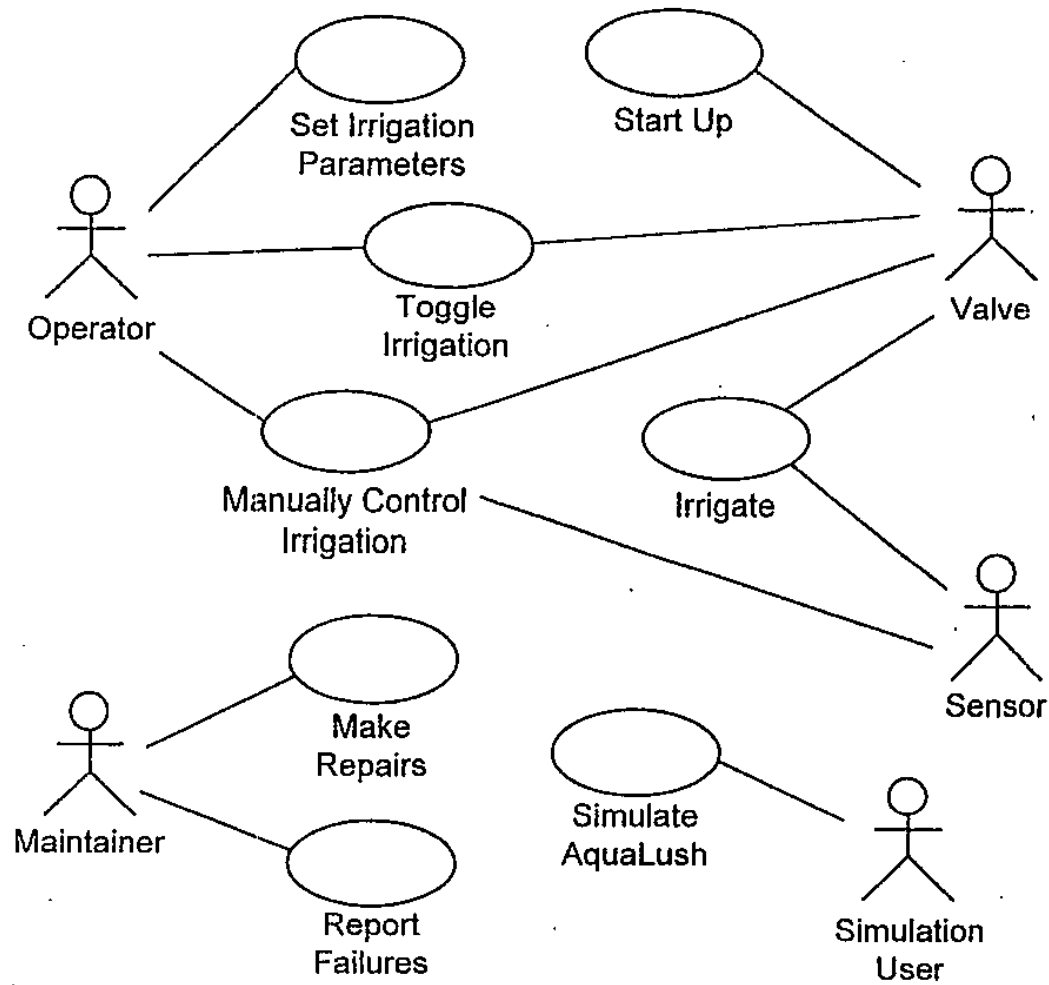 Set Irrigation
Parameters
Start Up
Operator
Toggle
Irrigation
Valve
Manually Control
Irrigation
Irrigate
Sensor
Make
Repairs
Maintainer
Simulate
AquaLush
Report
Failures
Simulation
User